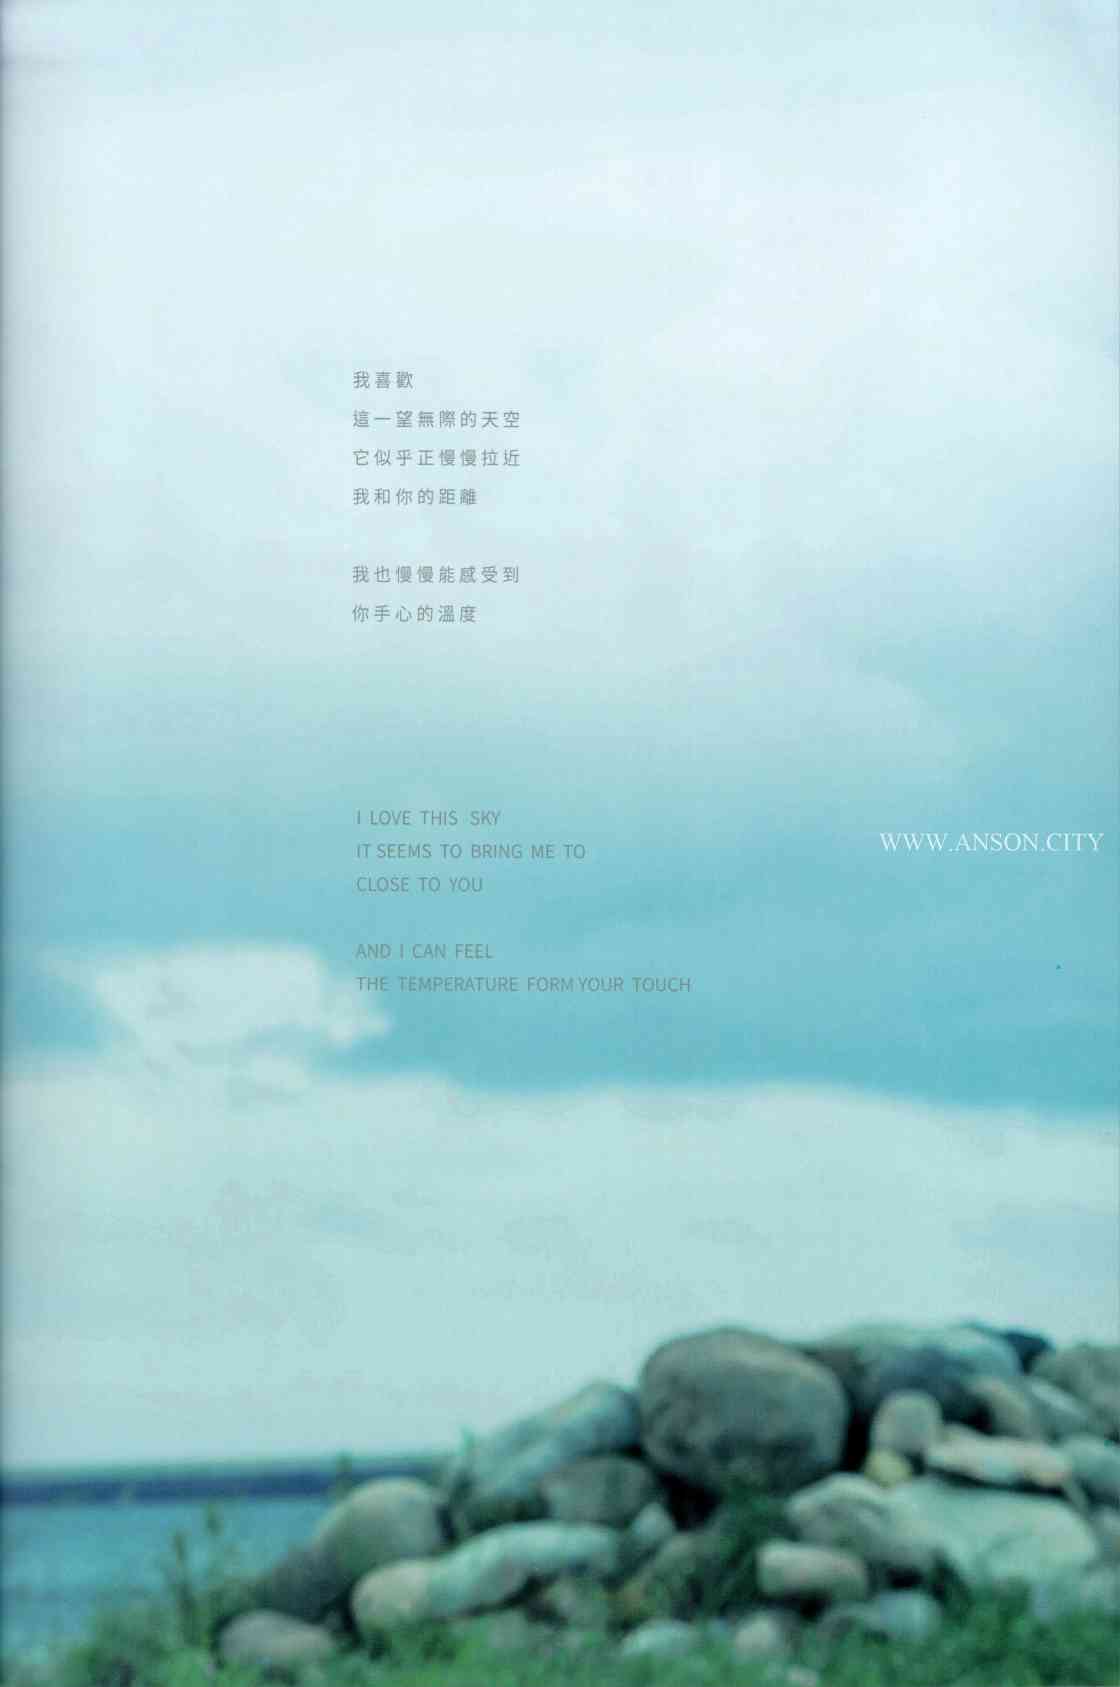 我喜歡
這一望無際的天空
它似乎正慢慢拉近
我和你的距離
我也慢慢能感受到
你手心的溫度
I LOVE THIS SKY
IT SEEMS TO BRING ME TO
CLOSE TO YOU
AND I CAN FEEL
THE TEMPERATURE FORM YOUR TOUCH
WWW.ANSON.CITY